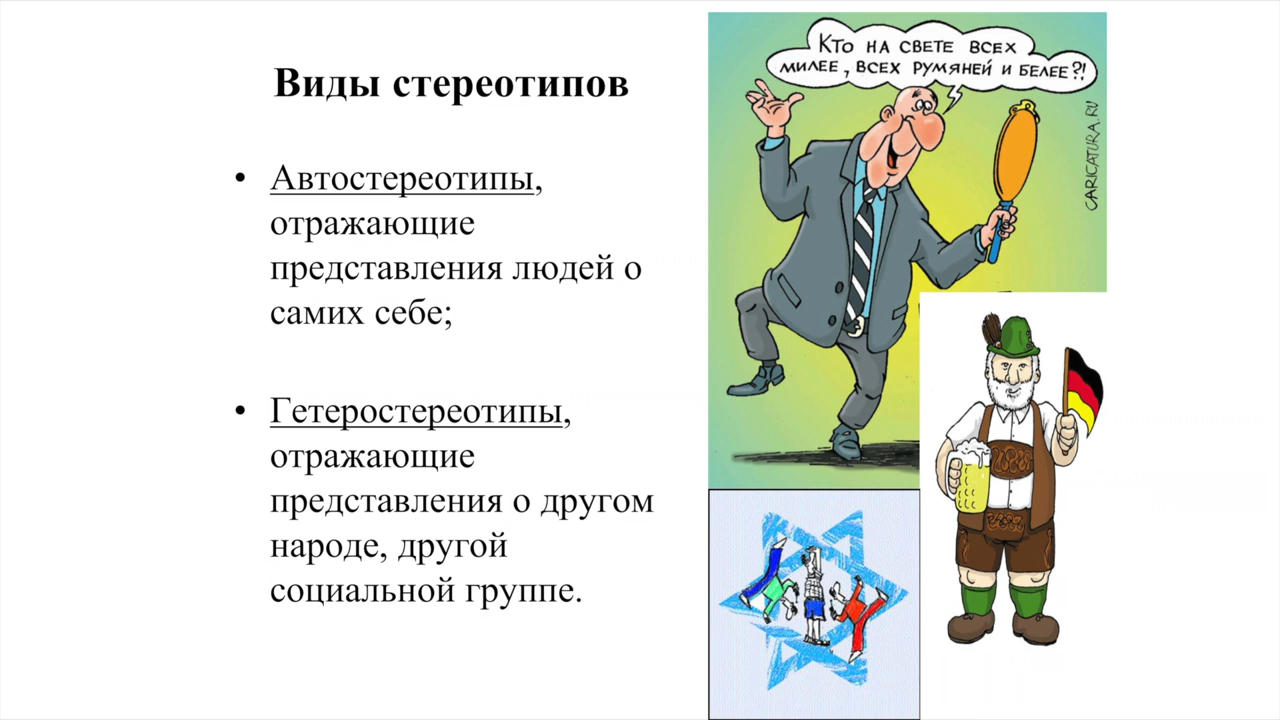 Виды стереотипов
• Автостереотипы,
отражающие
представления людей о
самих себе;
• Гетеростереотипы,
отражающие
представления о другом
народе, другой
социальной группе.
КТО НА СВЕТЕ ВСЕХ
МИЛЕЕ, ВСЕХ РУМЯНЕЙ И БЕЛЕЕ?!
CARICATURA.RU